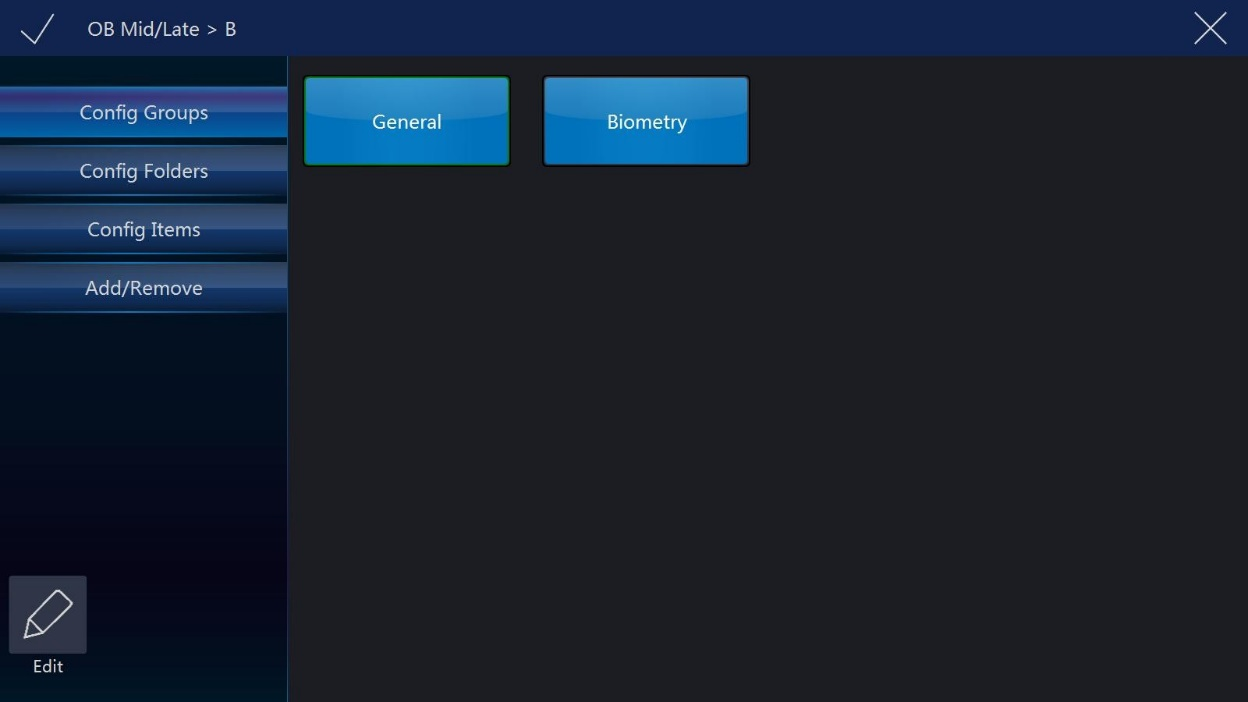 OB Mid/Late > B
Config Groups
Config Folders
Config Items
Add/Remove
General
Biometry
Edit